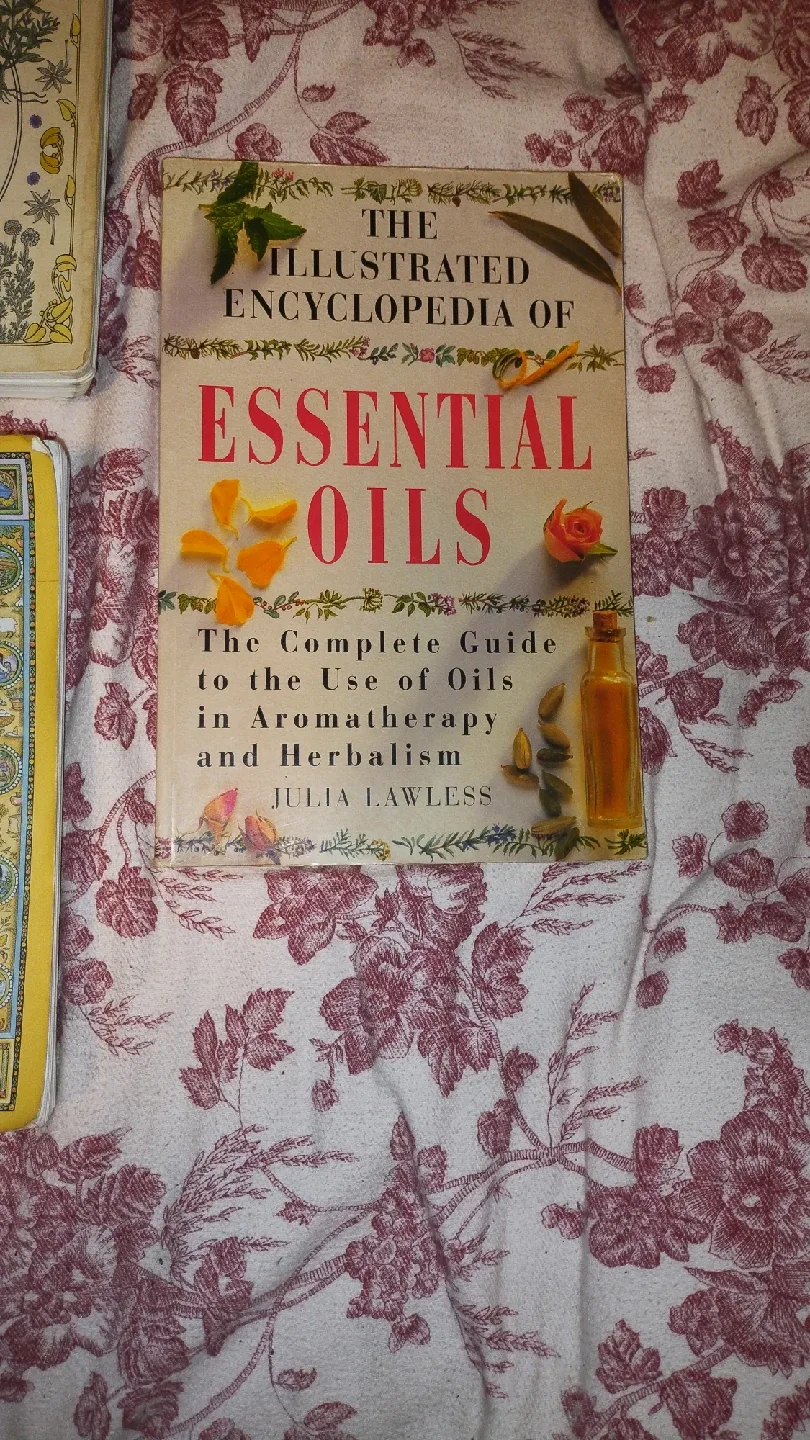 THE
ILLUSTRATED
ENCYCLOPEDIA OF
ESSENTIAL
OILS
The Complete Guide
to the Use of Oils
in Aromatherapy
and Herbalism
JULIA LAWLESS